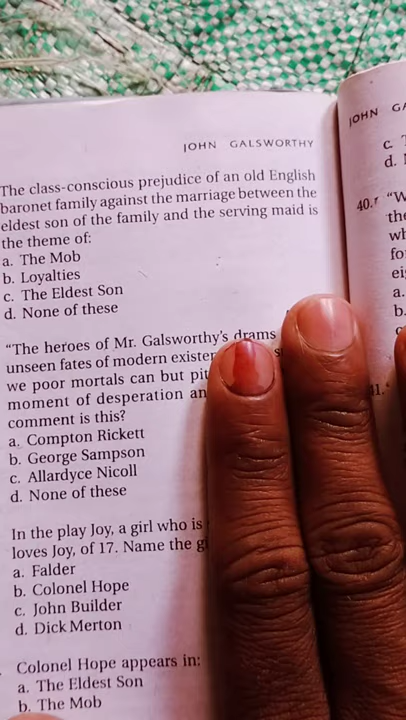 JOHN GALSWORTHY
The class-conscious prejudice of an old English
baronet family against the marriage between the
eldest son of the family and the serving maid is
the theme of:
a. The Mob
b. Loyalties
c. The Eldest Son
d. None of these
"The heroes of Mr. Galsworthy's drams
unseen fates of modern
we poor mortals can but
moment of desperation
comment is this?
a. Compton Rickett
b. George Sampson
c. Allardyce Nicoll
d. None of these
In the play Joy, a girl who is
loves Joy, of 17. Name the
a. Falder
b. Colonel Hope
c. John Builder
d. Dick Merton
Colonel Hope appears in:
a. The Eldest Son
b. The Mob
JOHN
c.
d.
40.
a.
b.